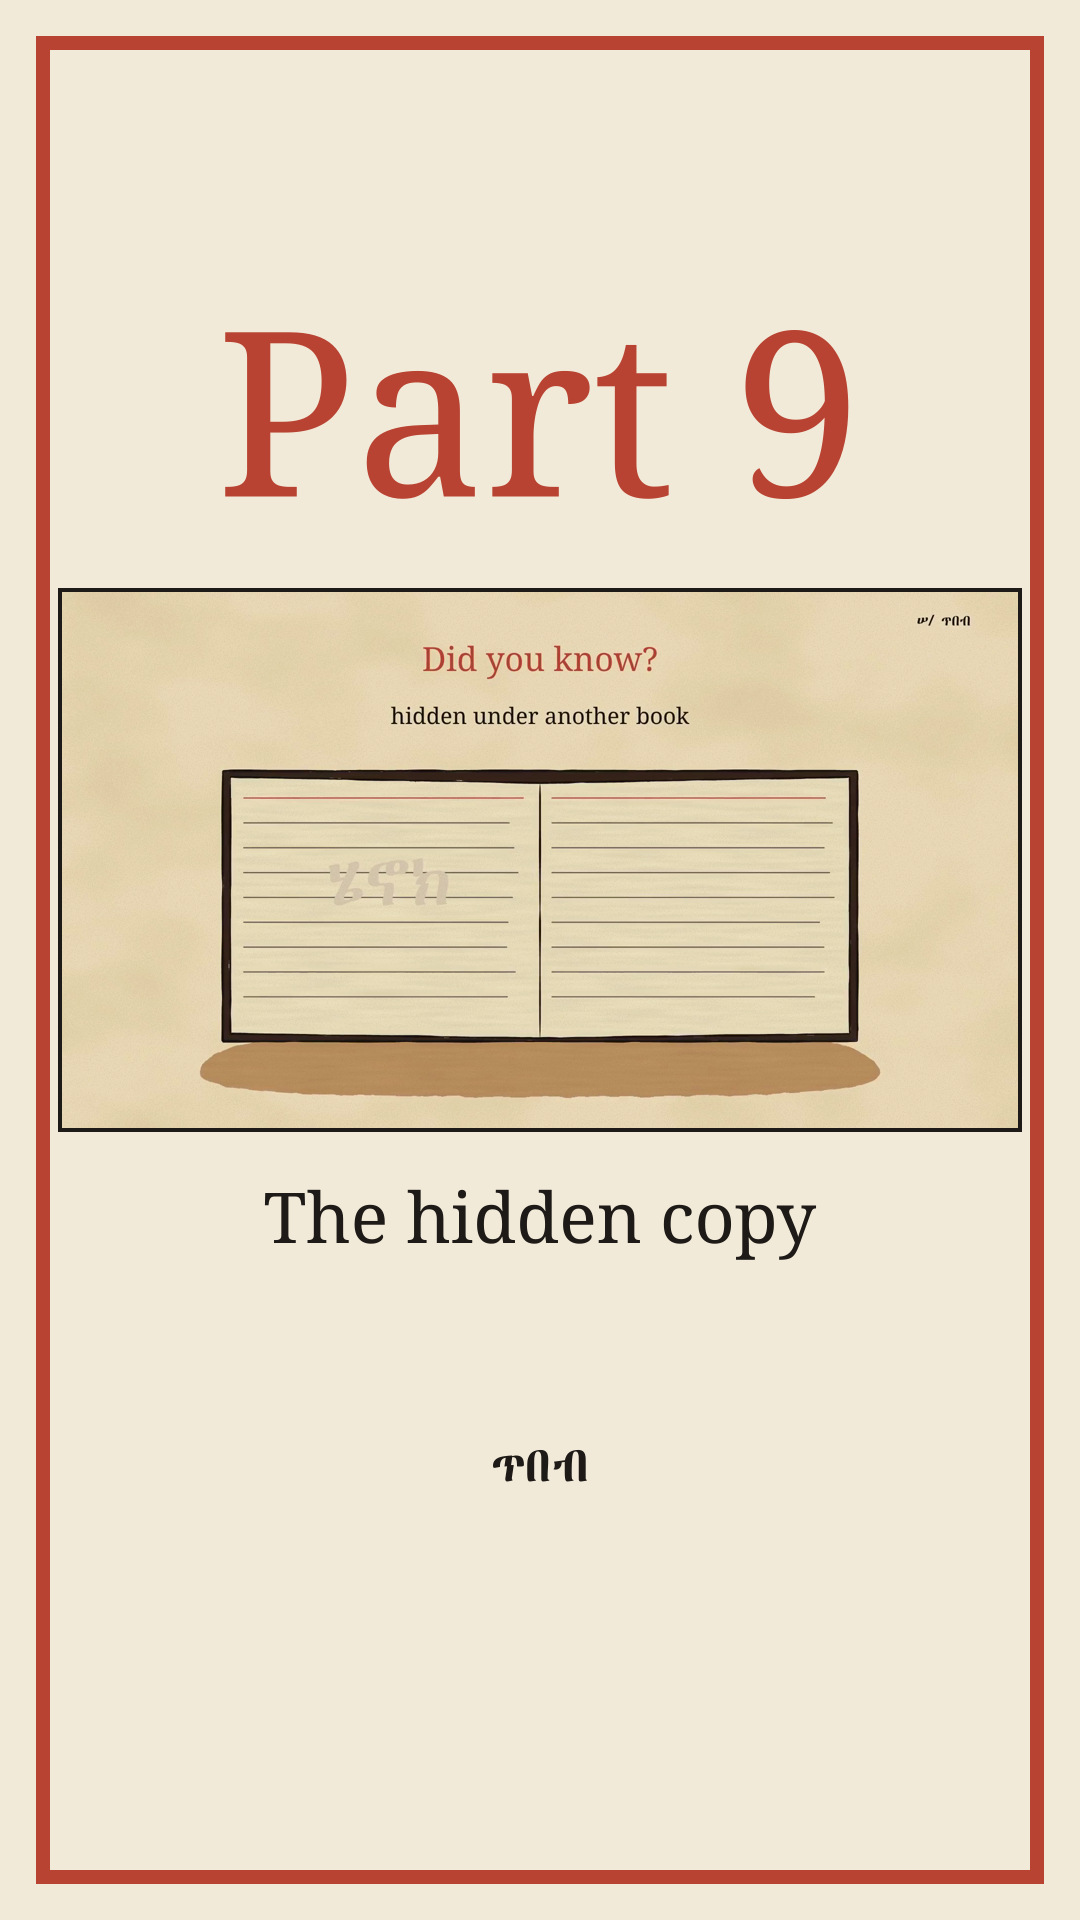 Part 9
ሠ/ ጥበብ
Did you know?
hidden under another book
ሄኖክ
The hidden copy
ጥበብ